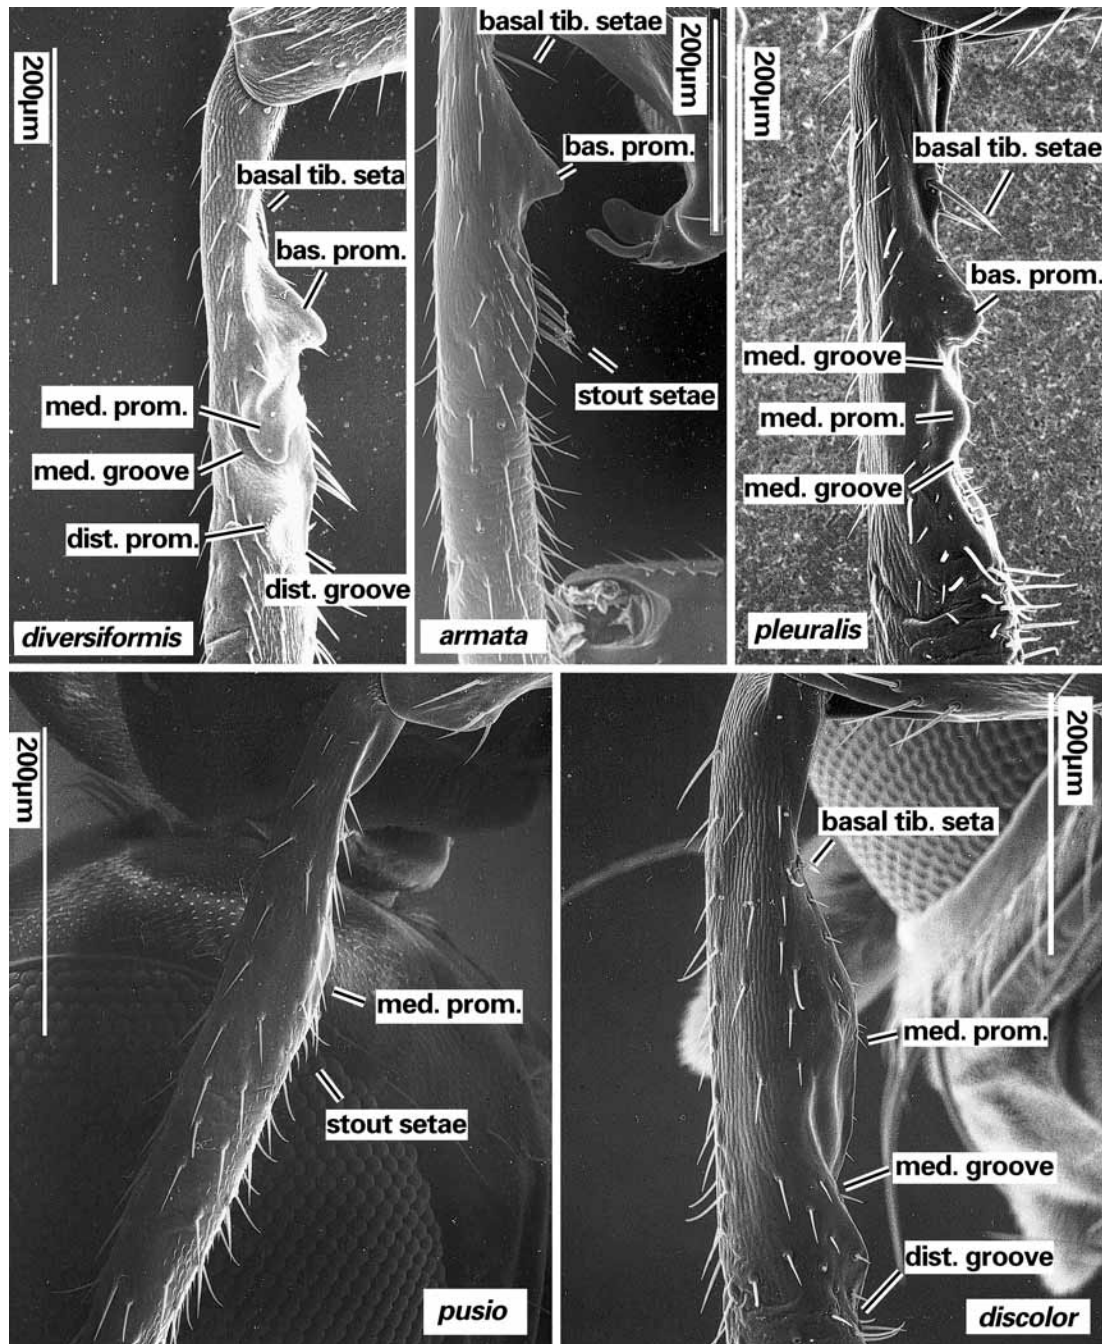 200µm
basal tib. seta
bas. prom.
med. prom.
med. groove
dist. prom.
dist. groove
diversiformis
basal tib. setae
200µm
bas. prom.
stout setae
armata
200µm
basal tib. setae
bas. prom.
med. groove
med. prom.
med. groove
pleuralis
200µm
med. prom.
stout setae
pusio
200µm
basal tib. seta
med. prom.
med. groove
dist. groove
discolor